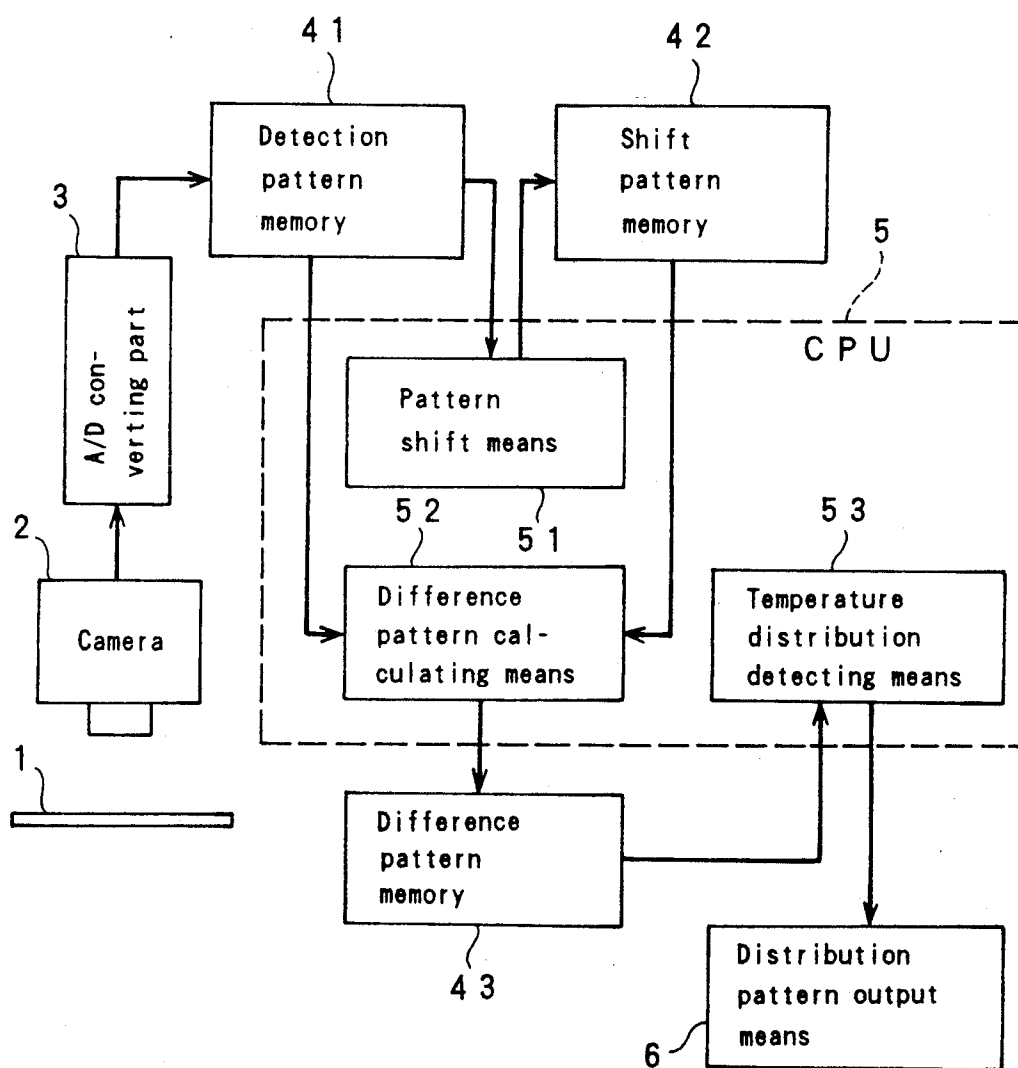 41
42
Detection
pattern
memory
Shift
pattern
memory
3
5
CPU
A/D con-
verting part
Pattern
shift means
51
2
52
53
Camera
Difference
pattern cal-
culating means
Temperature
distribution
detecting means
1
Difference
pattern
memory
43
Distribution
pattern output
means
6